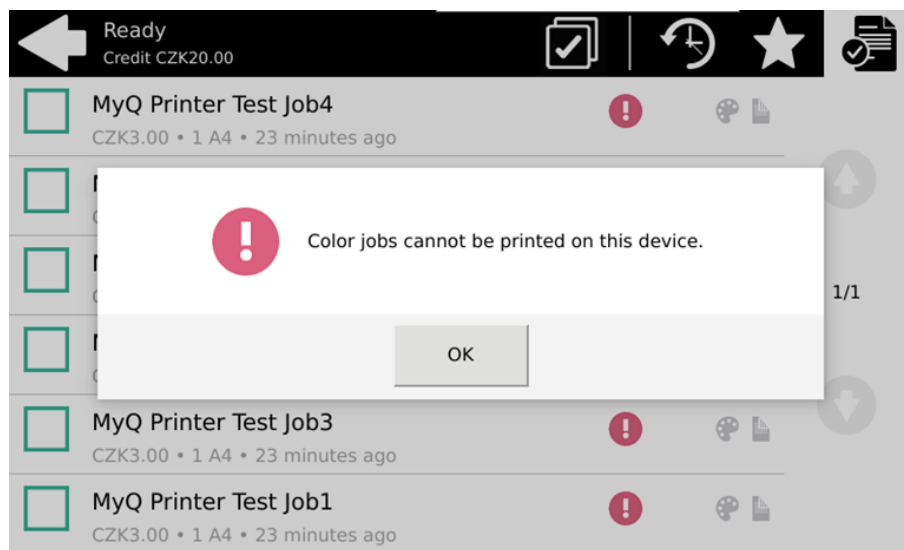 Ready
Credit CZK20.00
MyQ Printer Test Job4
CZK3.00 • 1 A4 • 23 minutes ago
Color jobs cannot be printed on this device.
1/1
OK
MyQ Printer Test Job3
CZK3.00 • 1 A4 • 23 minutes ago
MyQ Printer Test Job1
CZK3.00 • 1 A4 • 23 minutes ago